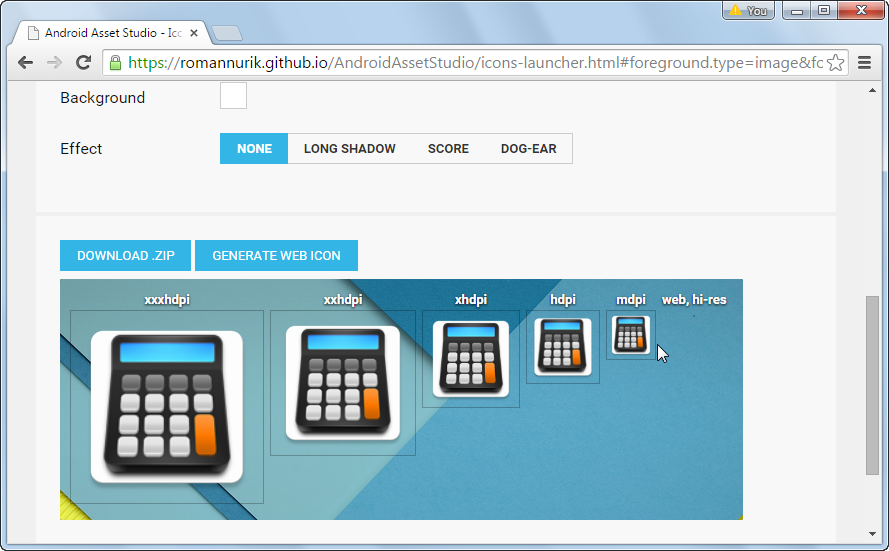 You
Android Asset Studio - Icc
https://romannurik.github.io/AndroidAssetStudio/icons-launcher.html#foreground.type=image&fc
Background
Effect NONE LONG SHADOW SCORE DOG-EAR
DOWNLOAD .ZIP GENERATE WEB ICON
xxxhdpi xxhdpi xhdpi hdpi mdpi web, hi-res